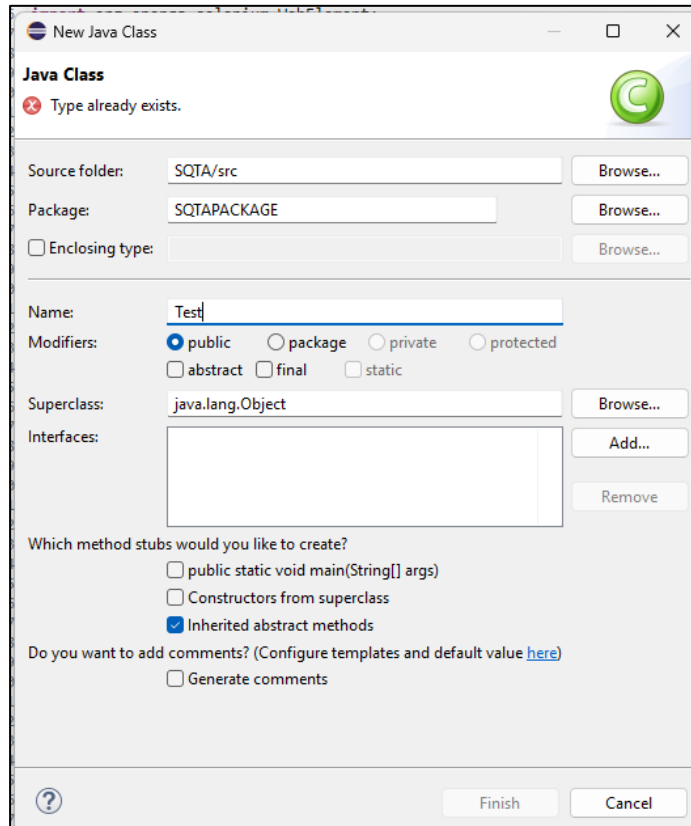 New Java Class
Java Class
Type already exists.
Source folder:
SQTA/src
Browse...
Package:
SQTAPACKAGE
Browse...
Enclosing type:
Browse...
Name:
Test
Modifiers:
public package private protected
abstract final static
Superclass:
java.lang.Object
Browse...
Interfaces:
Add...
Remove
Which method stubs would you like to create?
public static void main(String[] args)
Constructors from superclass
Inherited abstract methods
Do you want to add comments? (Configure templates and default value here)
Generate comments
Finish
Cancel